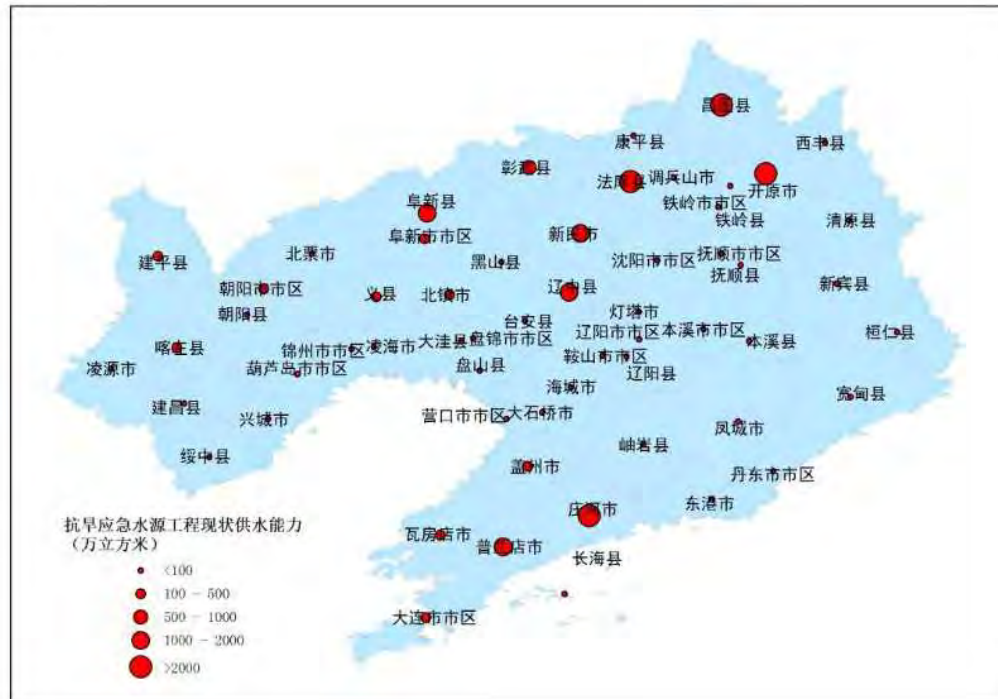 昌图县
康平县
西丰县
彰武县
法库县
调兵山市
开原市
铁岭市市区
阜新县
铁岭县
清原县
新民市
阜新市市区
北票市
抚顺市市区
沈阳市市区
黑山县
建平县
抚顺县
新宾县
朝阳市市区
辽中县
义县
北镇市
灯塔市
朝阳县
台安县
辽阳市市区
本溪市市区
桓仁县
大洼县
盘锦市市区
本溪县
喀左县
锦州市市区
凌海市
鞍山市市区
凌源市
葫芦岛市市区
盘山县
辽阳县
海城市
宽甸县
建昌县
营口市市区
大石桥市
兴城市
凤城市
岫岩县
绥中县
盖州市
丹东市市区
东港市
庄河市
抗旱应急水源工程现状供水能力
（万立方米）
瓦房店市
普兰店市
长海县
<100
100 - 500
500 - 1000
大连市市区
1000 - 2000
>2000